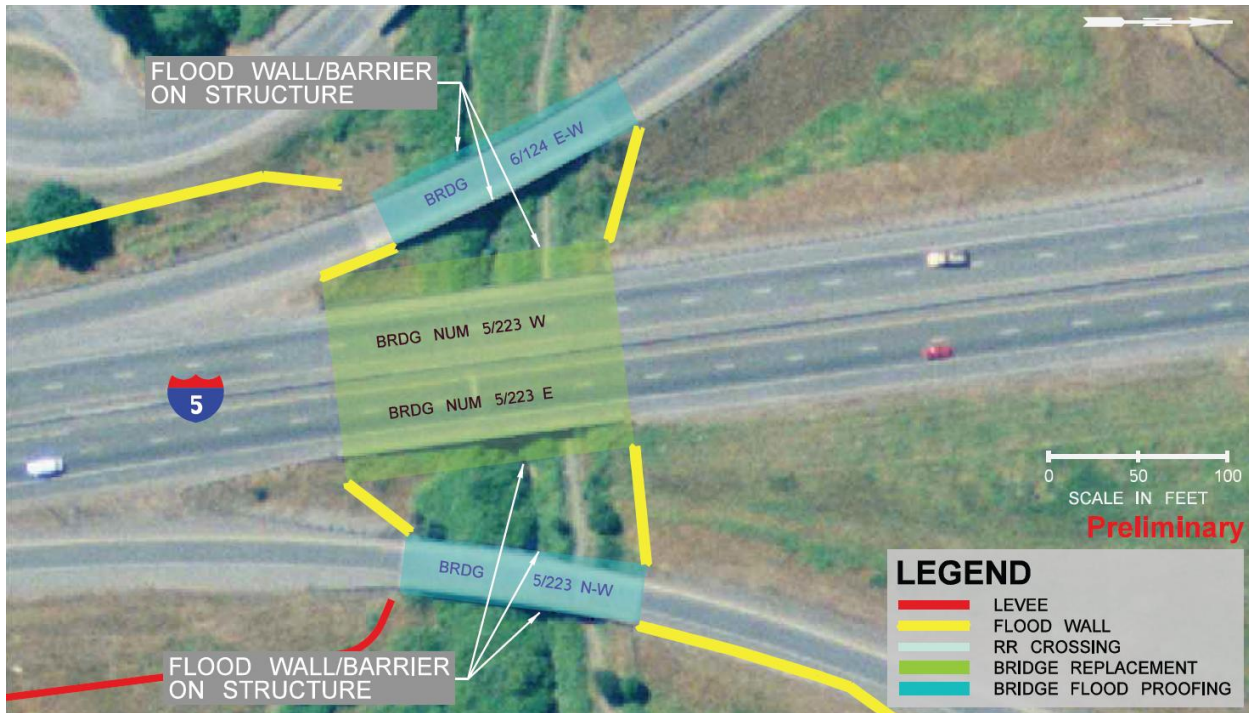 FLOOD WALL/BARRIER
ON STRUCTURE
BRDG 6/124 E-W
BRDG NUM 5/223 W
BRDG NUM 5/223 E
5
0 50 100
SCALE IN FEET
Preliminary
BRDG 5/223 N-W
FLOOD WALL/BARRIER
ON STRUCTURE
LEGEND
LEVEE
FLOOD WALL
RR CROSSING
BRIDGE REPLACEMENT
BRIDGE FLOOD PROOFING